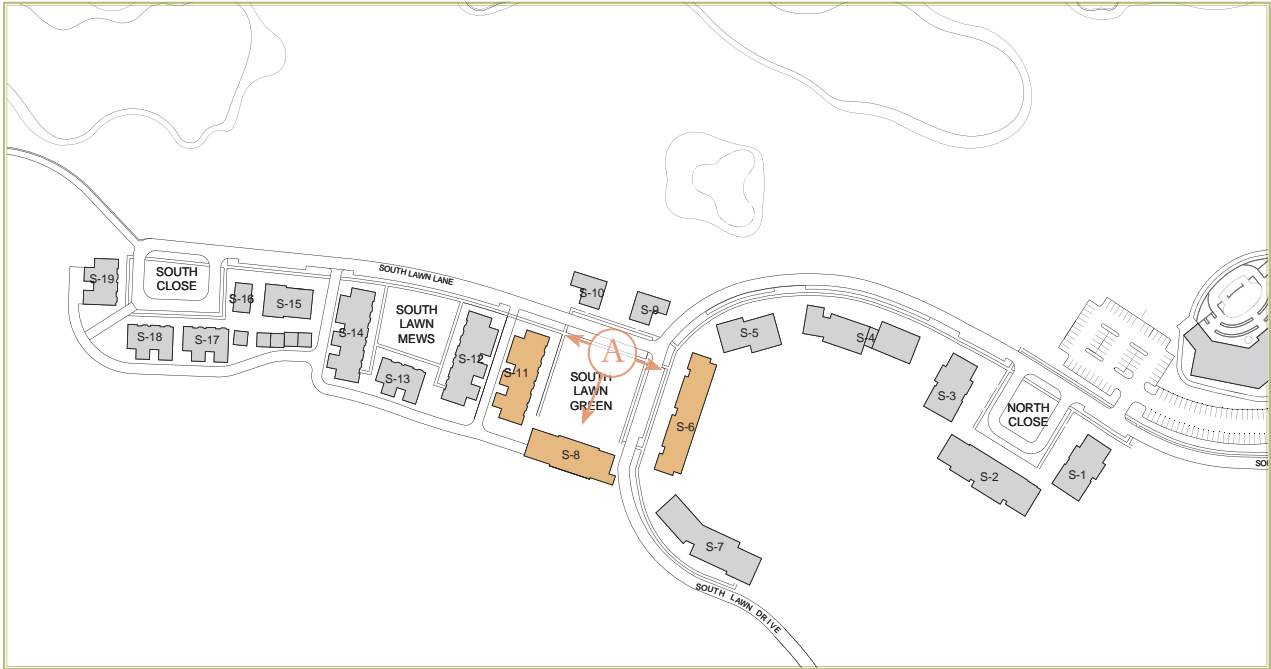 S-19
SOUTH
CLOSE
S-16
S-15
S-18
S-17
SOUTH LAWN LANE
S-14
SOUTH
LAWN
MEWS
S-13
S-12
S-11
S-10
S-9
A
SOUTH
LAWN
GREEN
S-8
S-6
S-5
S-4
S-3
NORTH
CLOSE
S-2
S-1
S-7
SOUTH LAWN DRIVE
SOU